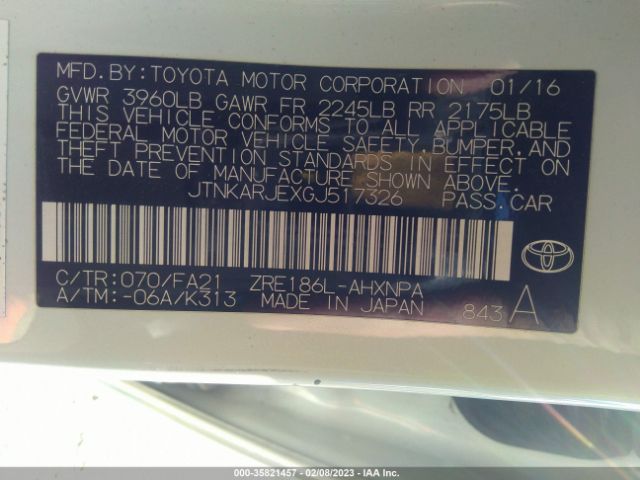 MFD. BY: TOYOTA MOTOR CORPORATION 01/16
GVWR 3960LB GAWR FR 2245LB RR 2175LB
THIS VEHICLE CONFORMS TO ALL APPLICABLE
FEDERAL MOTOR VEHICLE SAFETY, BUMPER, AND
THEFT PREVENTION STANDARDS IN EFFECT ON
THE DATE OF MANUFACTURE SHOWN ABOVE.
JTNKARJEXGJ517326 PASS.CAR
C/TR: 070/FA21 ZRE186L-AHXNPA
A/TM: -06A/K313 MADE IN JAPAN 843 A
TOYOTA
000-35821457 - 02/08/2023 - IAAI Inc.